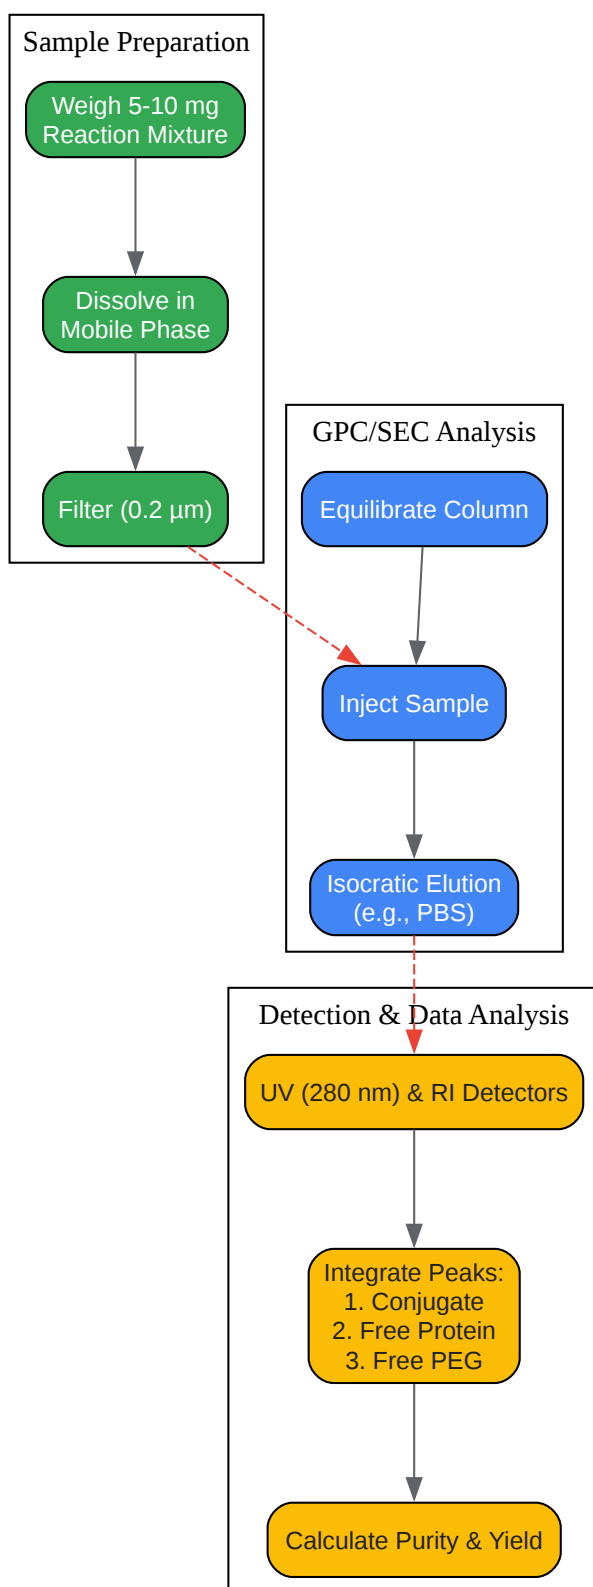 Sample Preparation
Weigh 5-10 mg
Reaction Mixture
Dissolve in
Mobile Phase
Filter (0.2 µm)
GPC/SEC Analysis
Equilibrate Column
Inject Sample
Isocratic Elution
(e.g., PBS)
Detection & Data Analysis
UV (280 nm) & RI Detectors
Integrate Peaks:
1. Conjugate
2. Free Protein
3. Free PEG
Calculate Purity & Yield